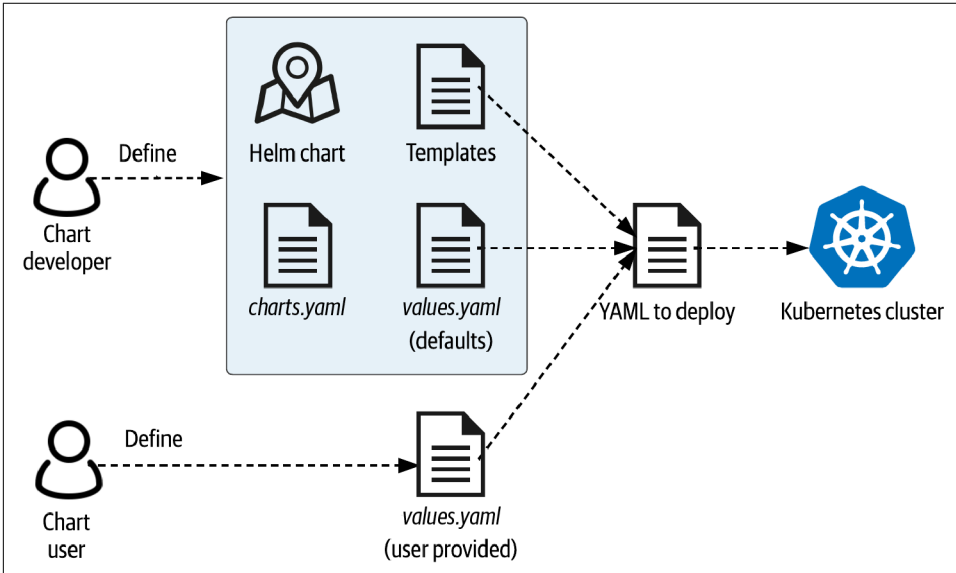 Define
Helm chart
Templates
Chart
developer
charts.yaml
values.yaml
(defaults)
YAML to deploy
Kubernetes cluster
Define
Chart
user
values.yaml
(user provided)